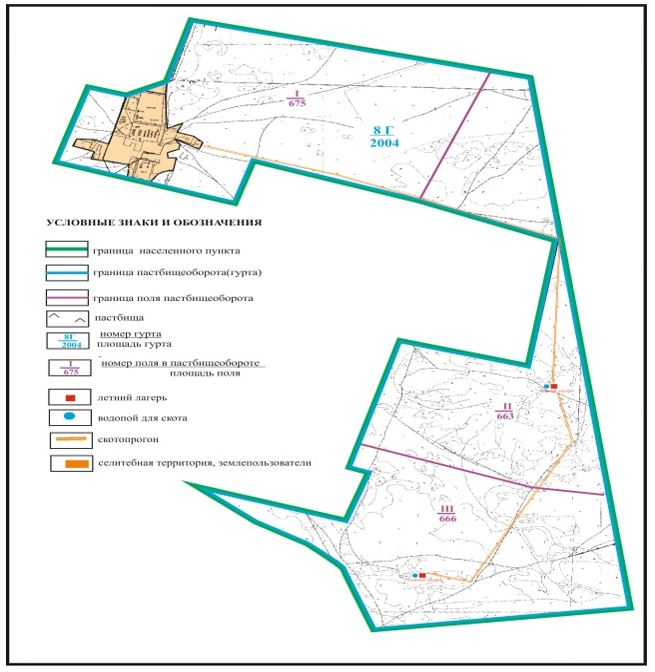 I
675
8 Г
2004
УСЛОВНЫЕ ЗНАКИ И ОБОЗНАЧЕНИЯ
граница населенного пункта
граница пастбищеоборота(гурта)
граница поля пастбищеоборота
пастбища
8Г
2004
номер гурта
площадь гурта
I
675
номер поля в пастбищеобороте
площадь поля
летний лагерь
водопой для скота
скотопрогон
селитебная территория, землепользователи
II
663
III
666